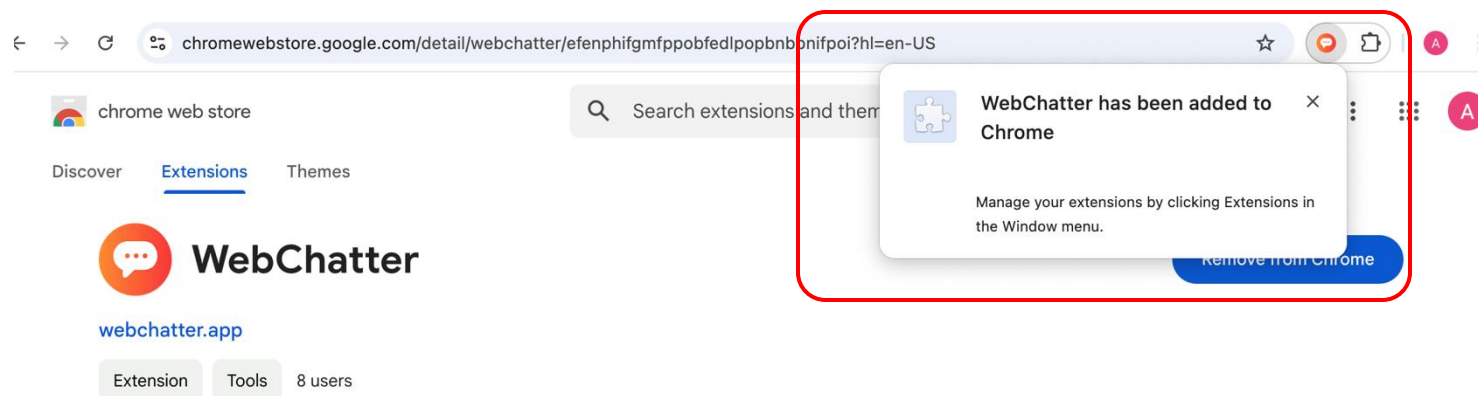 chromewebstore.google.com/detail/webchatter/efenphifgmfppobfedlpopbnbbnifpoi?hl=en-US
A
WebChatter has been added to
Chrome
chrome web store
Search extensions and them
A
Discover
Extensions
Themes
Manage your extensions by clicking Extensions in
the Window menu.
WebChatter
Remove from Chrome
webchatter.app
Extension
Tools
8 users